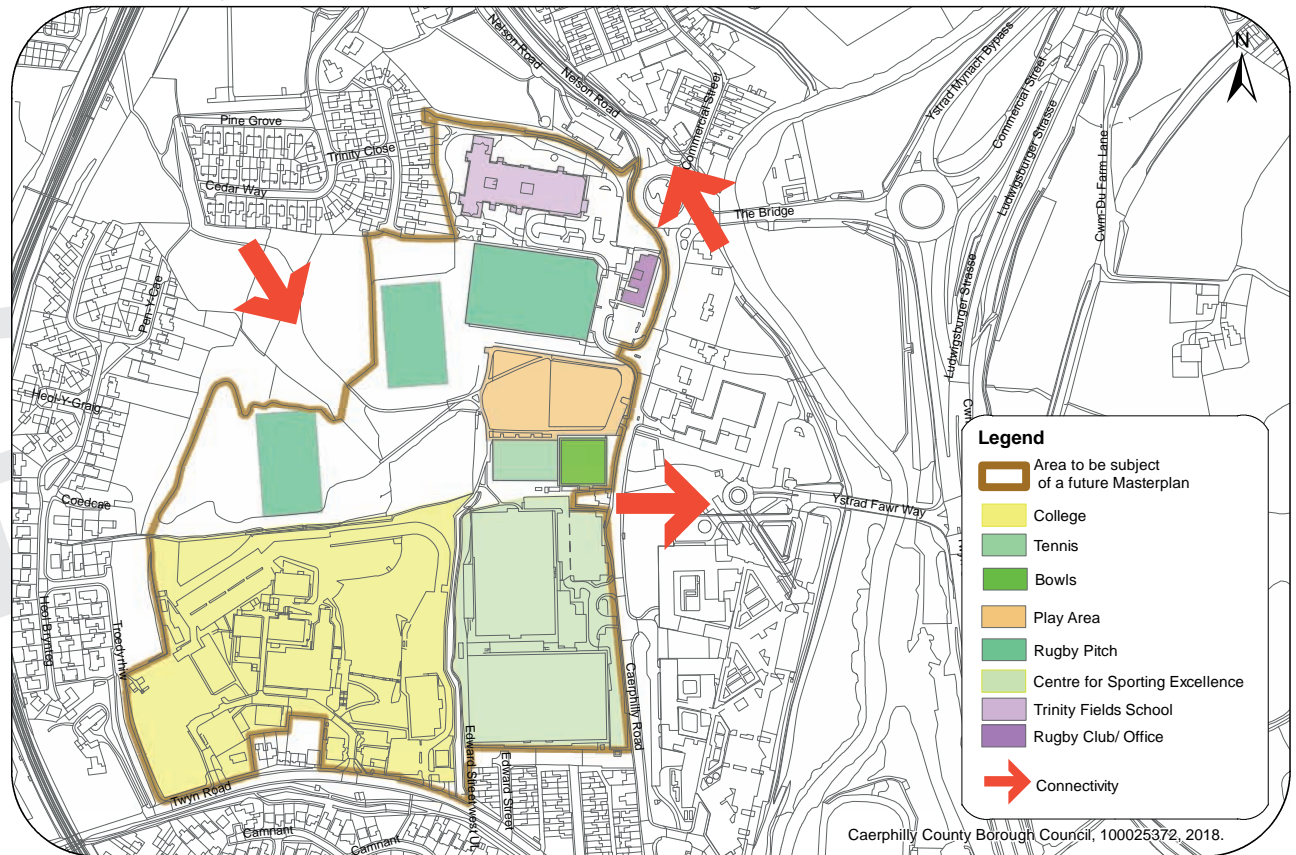 Nelson Road
Nelson Road
Commercial Street
Ystrad Mynach Bypass
Commercial Street
Ludwigsburger Strasse
Cwm-Du Farm Lane
N
Pine Grove
Trinity Close
Cedar Way
The Bridge
Pen-Y-Cae
Ludwigsburger Strasse
Heol-Y-Graig
Coedcae
Ystrad Fawr Way
Heol Brynteg
Troedyrhiw
Caerphilly Road
Edward Street west
Edward Street
Twyn Road
Camnant
Camnant
Legend
Area to be subject
of a future Masterplan
College
Tennis
Bowls
Play Area
Rugby Pitch
Centre for Sporting Excellence
Trinity Fields School
Rugby Club/ Office
Connectivity
Caerphilly County Borough Council, 100025372, 2018.